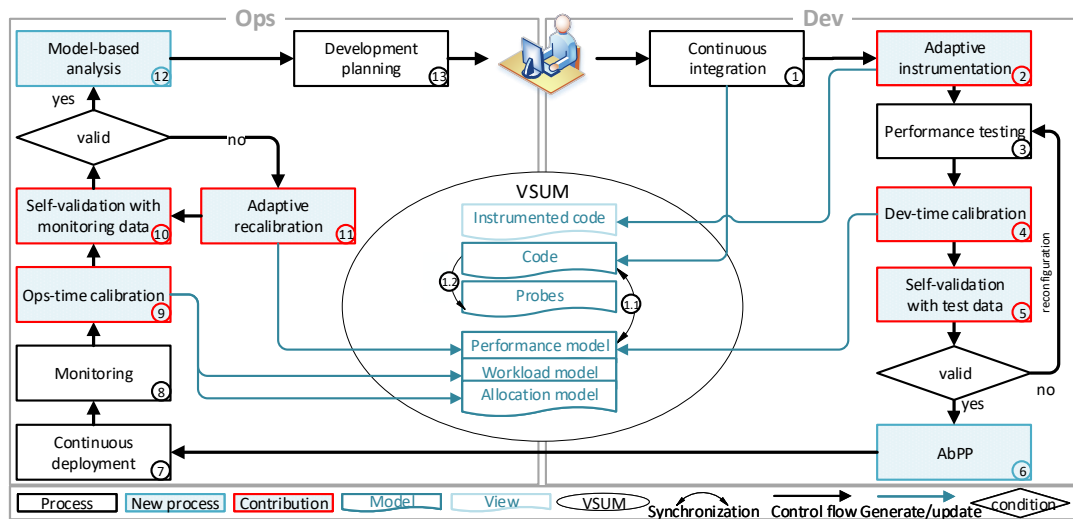 Ops
Dev
Model-based
analysis
12
Development
planning
13
Continuous
integration
1
Adaptive
instrumentation
2
yes
valid
no
Performance testing
3
Self-validation with
monitoring data
10
Adaptive
recalibration
11
VSUM
Instrumented code
Code
1.2
Probes
1.1
Performance model
Workload model
Allocation model
Dev-time calibration
4
reconfiguration
Self-validation
with test data
5
Ops-time calibration
9
Monitoring
8
valid
no
yes
Continuous
deployment
7
AbPP
6
Process
New process
Contribution
Model
View
VSUM
Synchronization
Control flow
Generate/update
condition